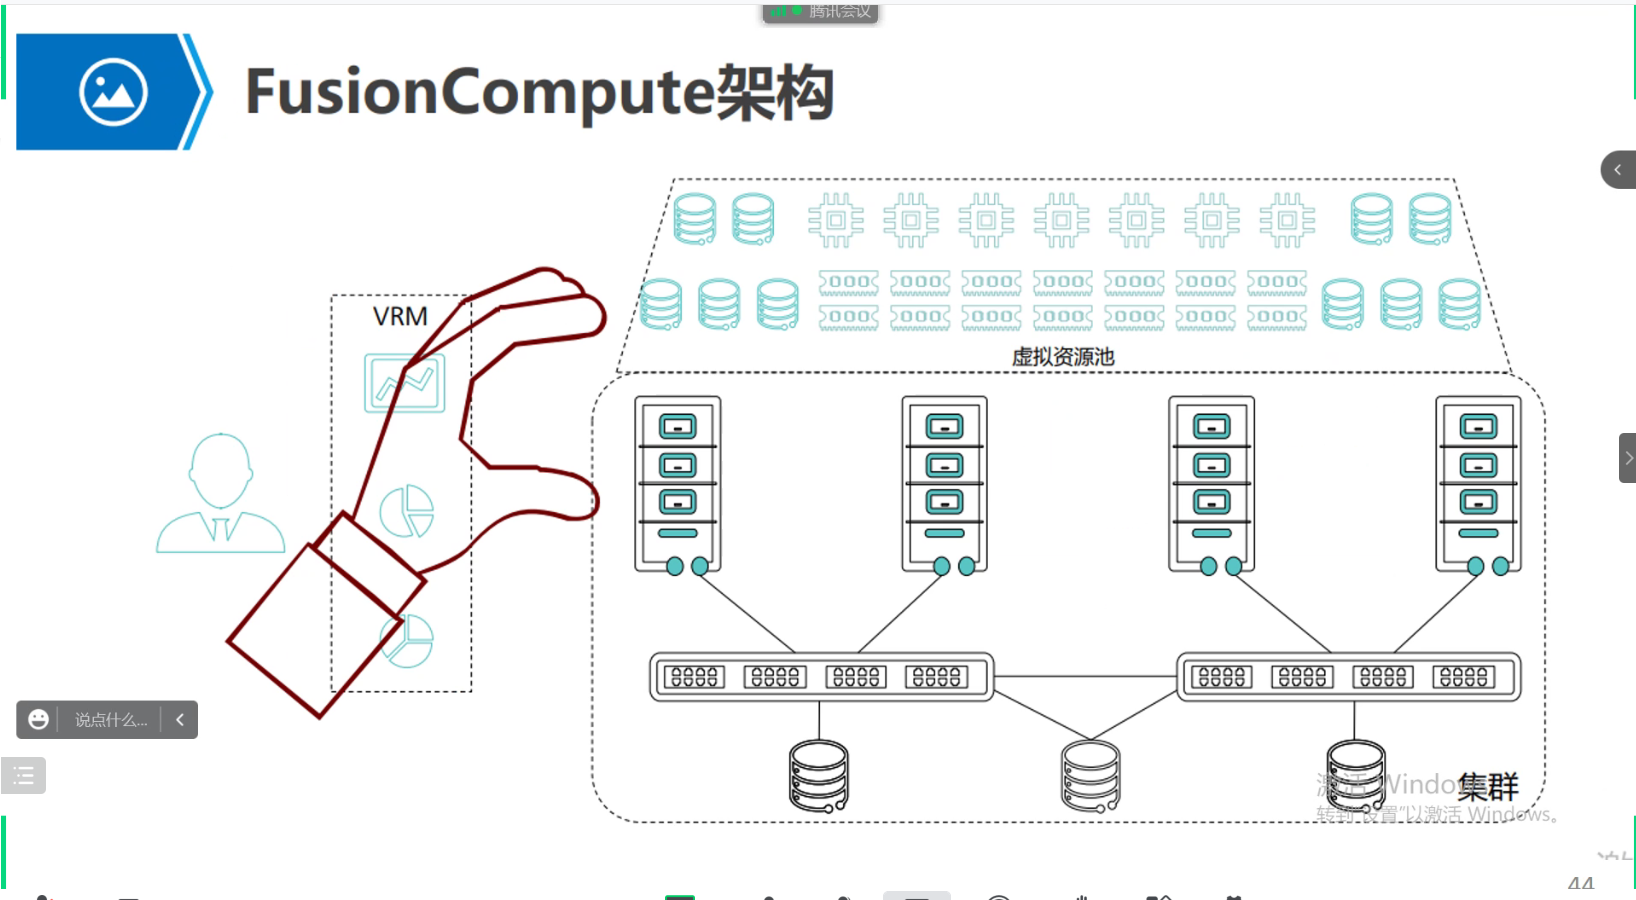 腾讯会议
FusionCompute架构
VRM
虚拟资源池
说点什么...
激活 Windows
集群
转到"设置"以激活 Windows。
44